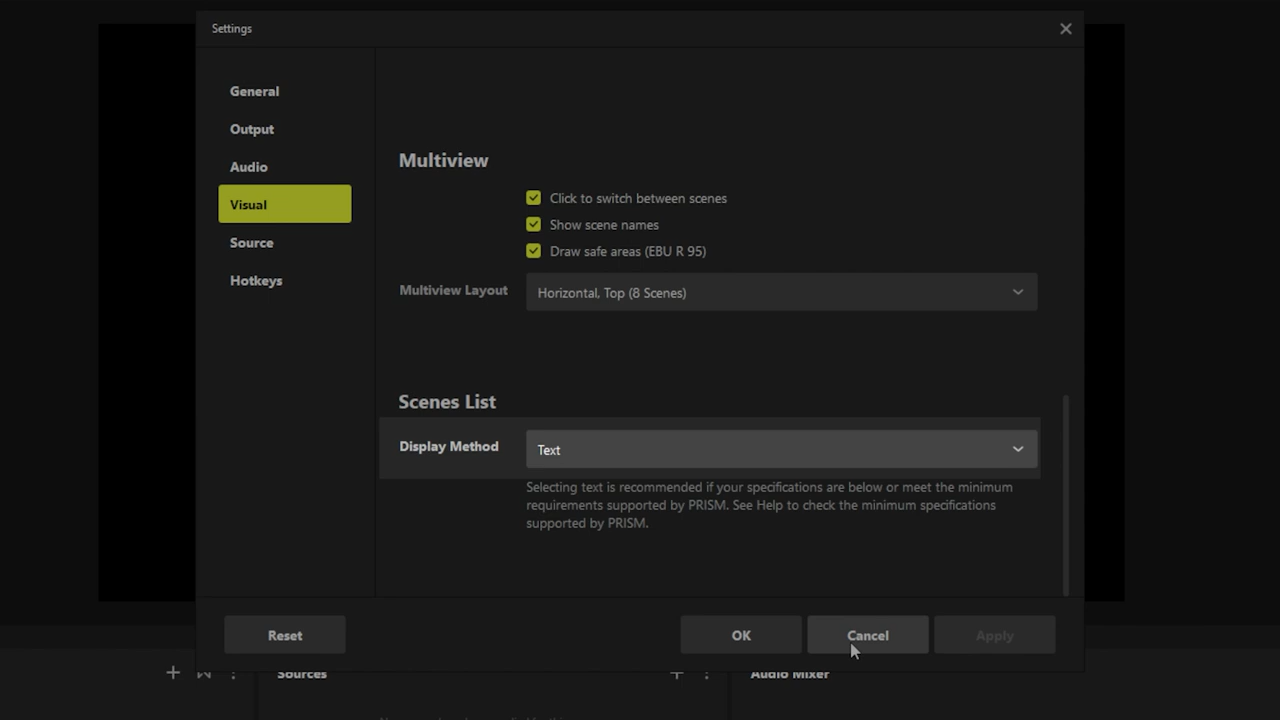 Settings
General
Output
Audio
Visual
Source
Hotkeys
Multiview
Click to switch between scenes
Show scene names
Draw safe areas (EBU R 95)
Multiview Layout
Horizontal, Top (8 Scenes)
Scenes List
Display Method
Text
Selecting text is recommended if your specifications are below or meet the minimum
requirements supported by PRISM. See Help to check the minimum specifications
supported by PRISM.
Reset
OK
Cancel
Apply
Sources
Audio Mixer